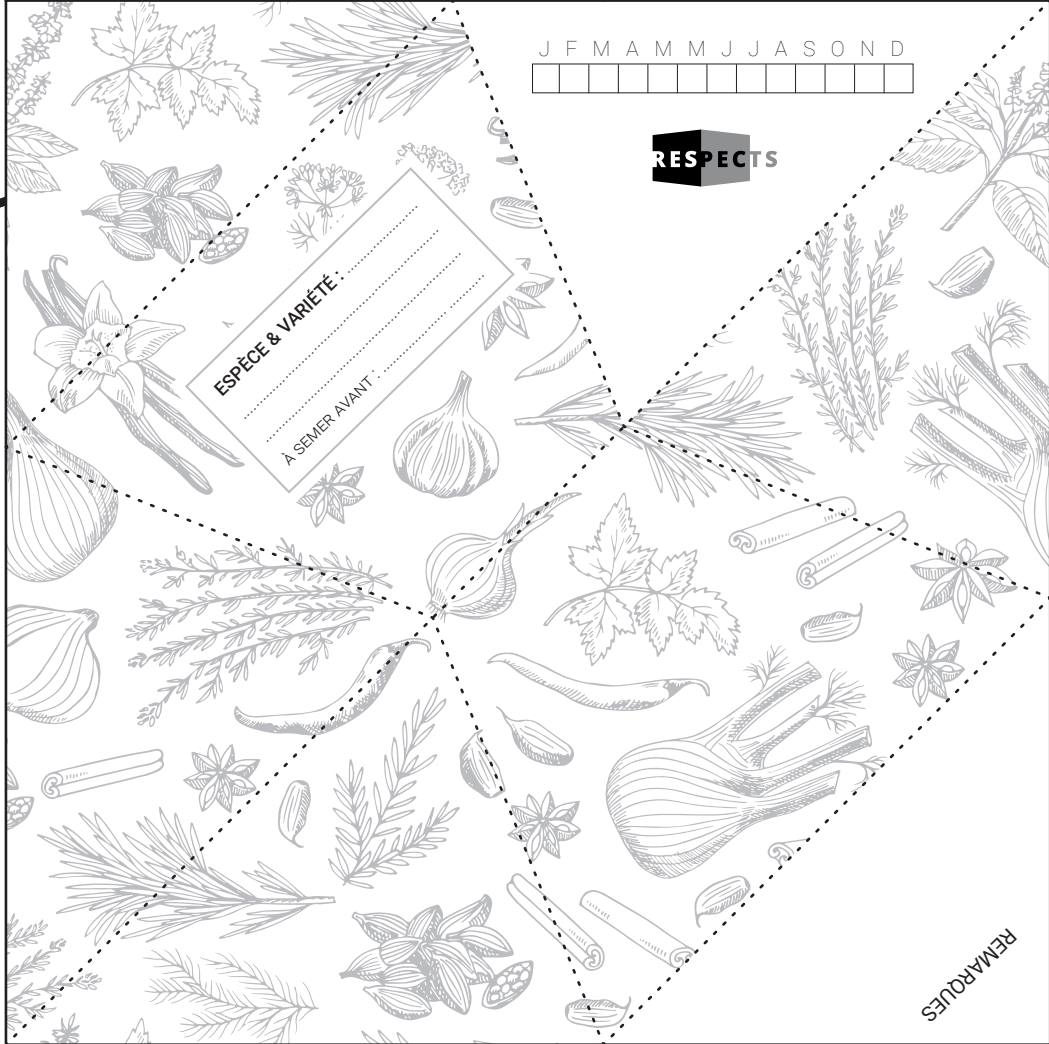 J F M A M M J J A S O N D
RESPECTS
ESPÈCE & VARIÉTÉ :
À SEMER AVANT :
REMARQUES